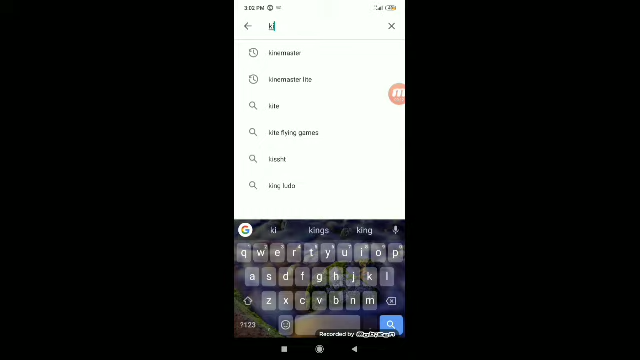 3:02 PM
ki
kinemaster
kinemaster lite
kite
kite flying games
kissht
king ludo
G ki kings king
q w e r t y u i o p
a s d f g h j k l
z x c v b n m
?123
Recorded by